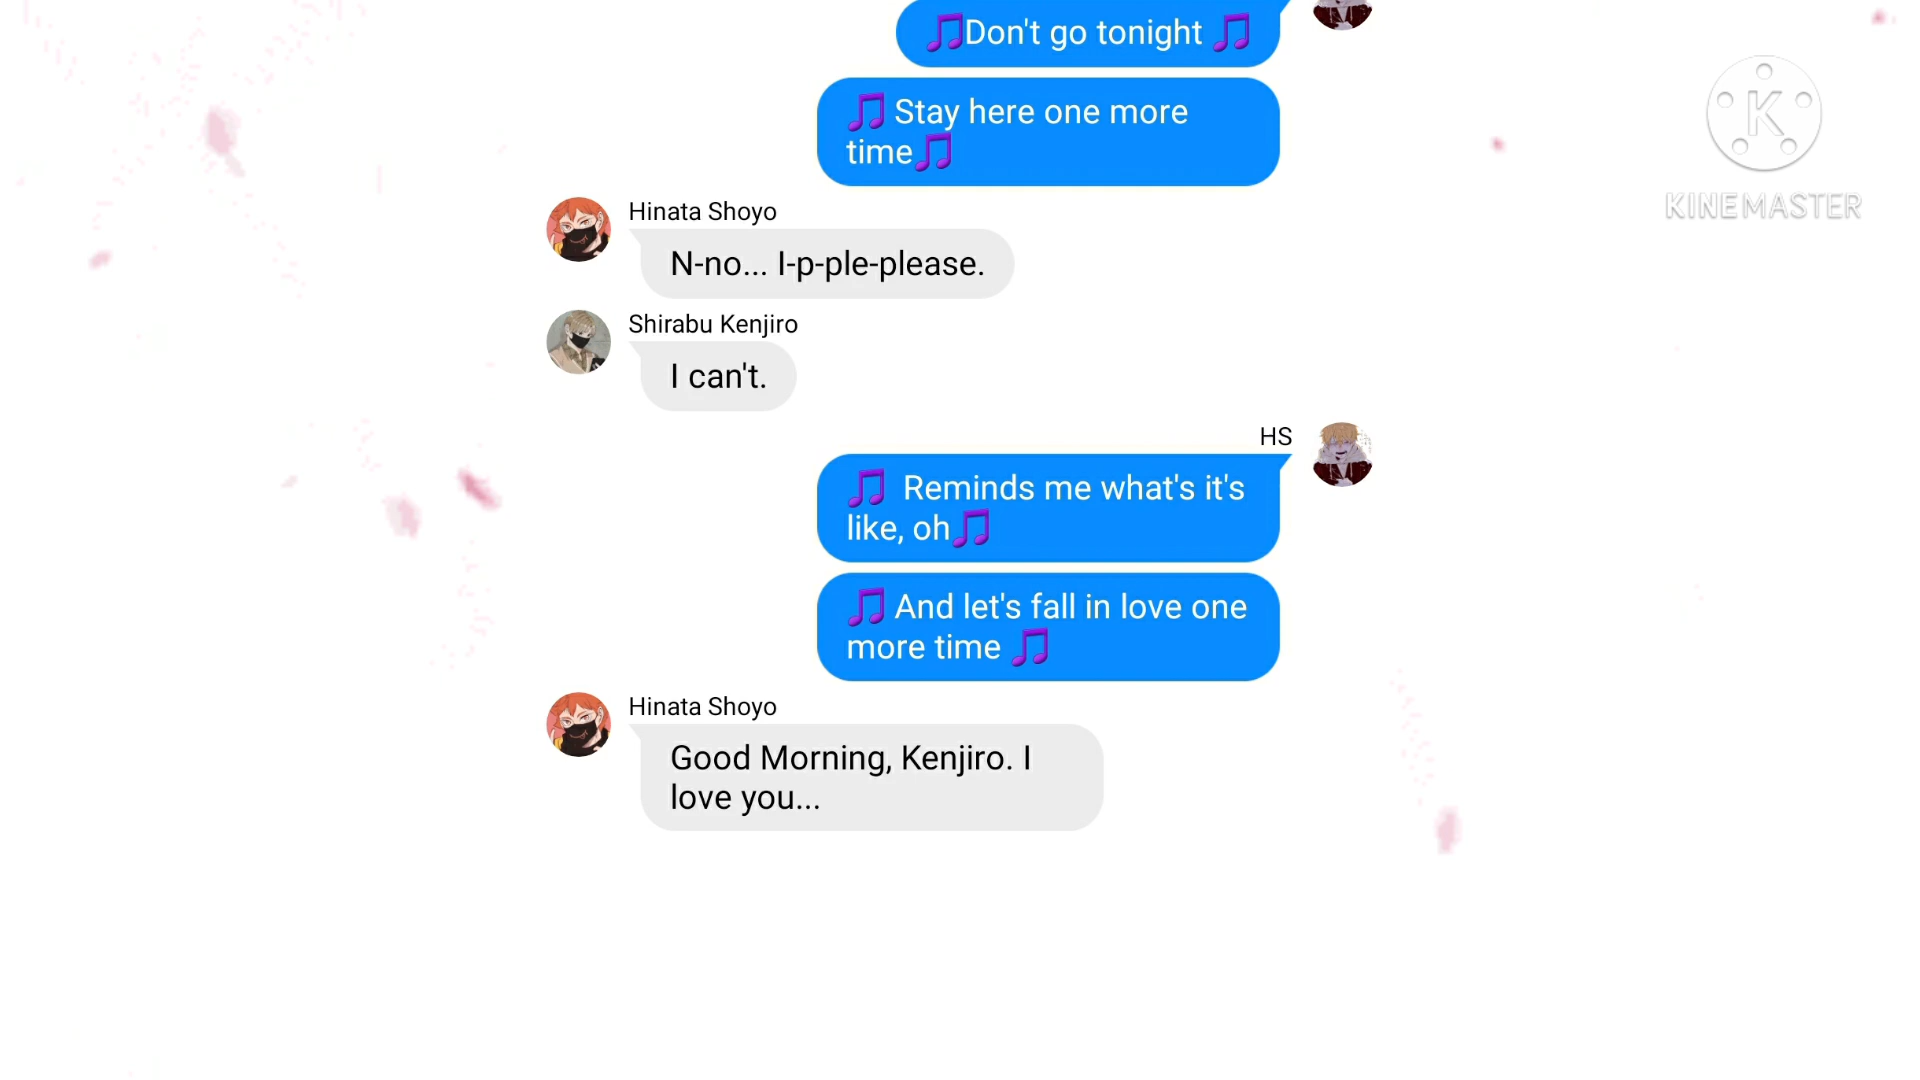 🎵Don't go tonight 🎵
🎵 Stay here one more
time🎵
Hinata Shoyo
N-no... I-p-ple-please.
Shirabu Kenjiro
I can't.
HS
🎵 Reminds me what's it's
like, oh🎵
🎵 And let's fall in love one
more time 🎵
Hinata Shoyo
Good Morning, Kenjiro. I
love you...
K
KINEMASTER